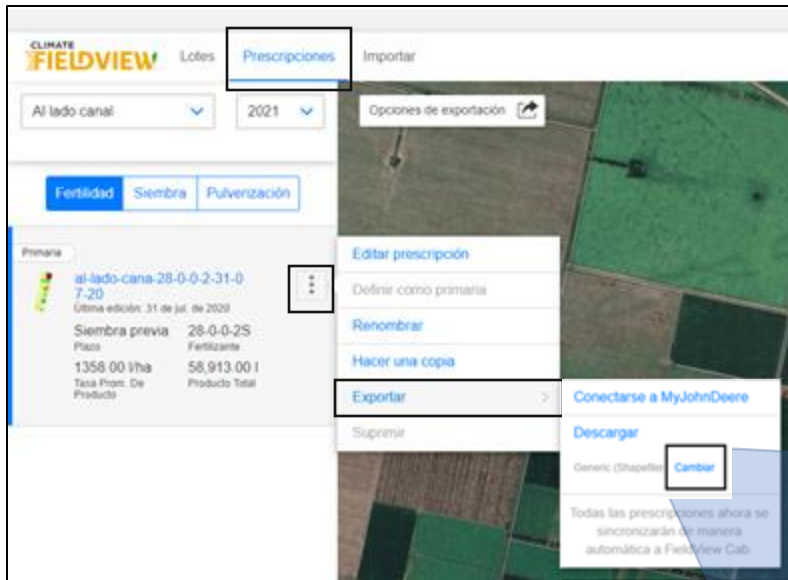 CLIMATE
FIELDVIEW Lotes Prescripciones Importar
Al lado canal 2021 Opciones de exportación
Fertilidad Siembra Pulverización
Primaria
al-lado-cana-28-0-0-2-31-0
7-20
Última edición: 31 de jul. de 2020
Siembra previa 28-0-0-2S
Plazo Fertilizante
1358.00 l/ha 58,913.00 l
Tasa Prom. De Producto Total
Producto
Editar prescripción
Definir como primaria
Renombrar
Hacer una copia
Exportar >
Suprimir
Conectarse a MyJohnDeere
Descargar
Generic (Shapefile Cambiar
Todas las prescripciones ahora se
sincronizarán de manera
automática a FieldView Cab.